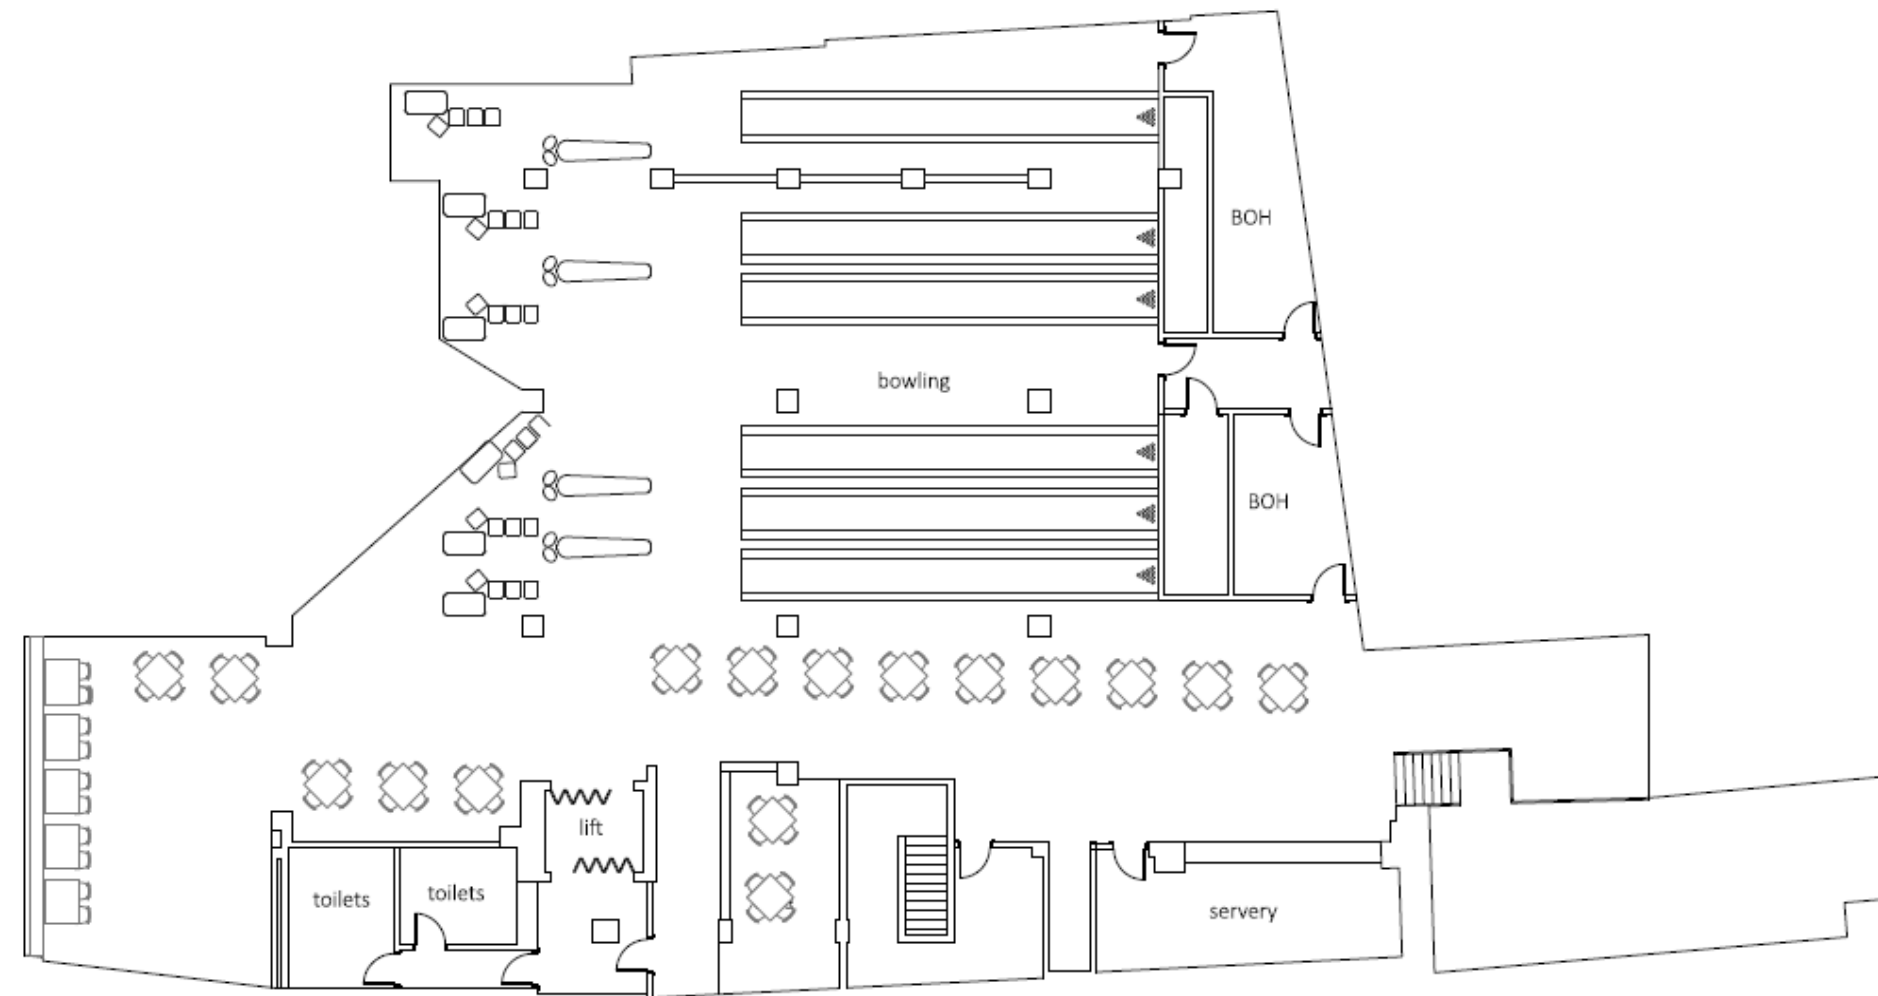 BOH
bowling
BOH
lift
toilets
toilets
servery